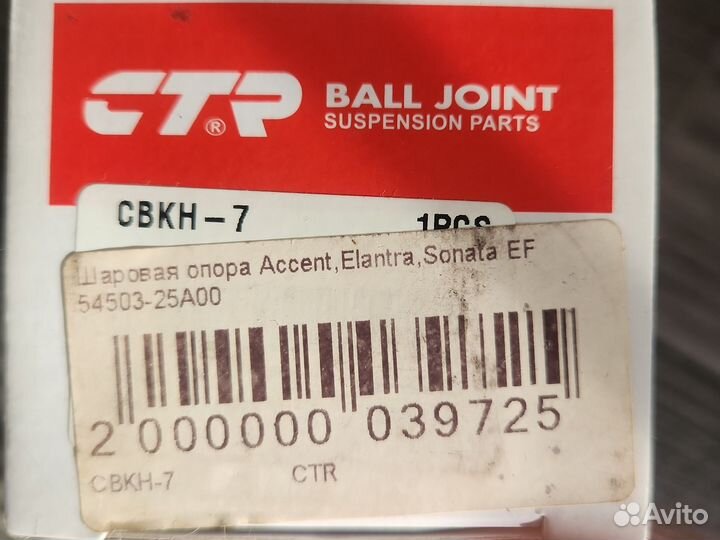 CTR®
BALL JOINT
SUSPENSION PARTS
CBKH-7 1PCS
Шаровая опора Accent,Elantra,Sonata EF
54503-25A00
2 000000 039725
CBKH-7 CTR
Avito